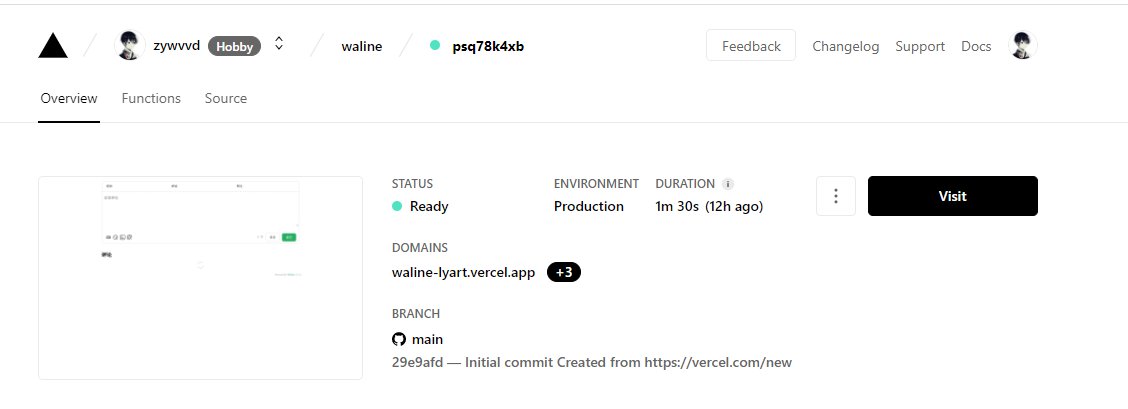 zywvvd Hobby waline psq78k4xb Feedback Changelog Support Docs
Overview Functions Source
STATUS ENVIRONMENT DURATION
Ready Production 1m 30s (12h ago) Visit
DOMAINS
waline-lyart.vercel.app +3
BRANCH
main
29e9afd — Initial commit Created from https://vercel.com/new